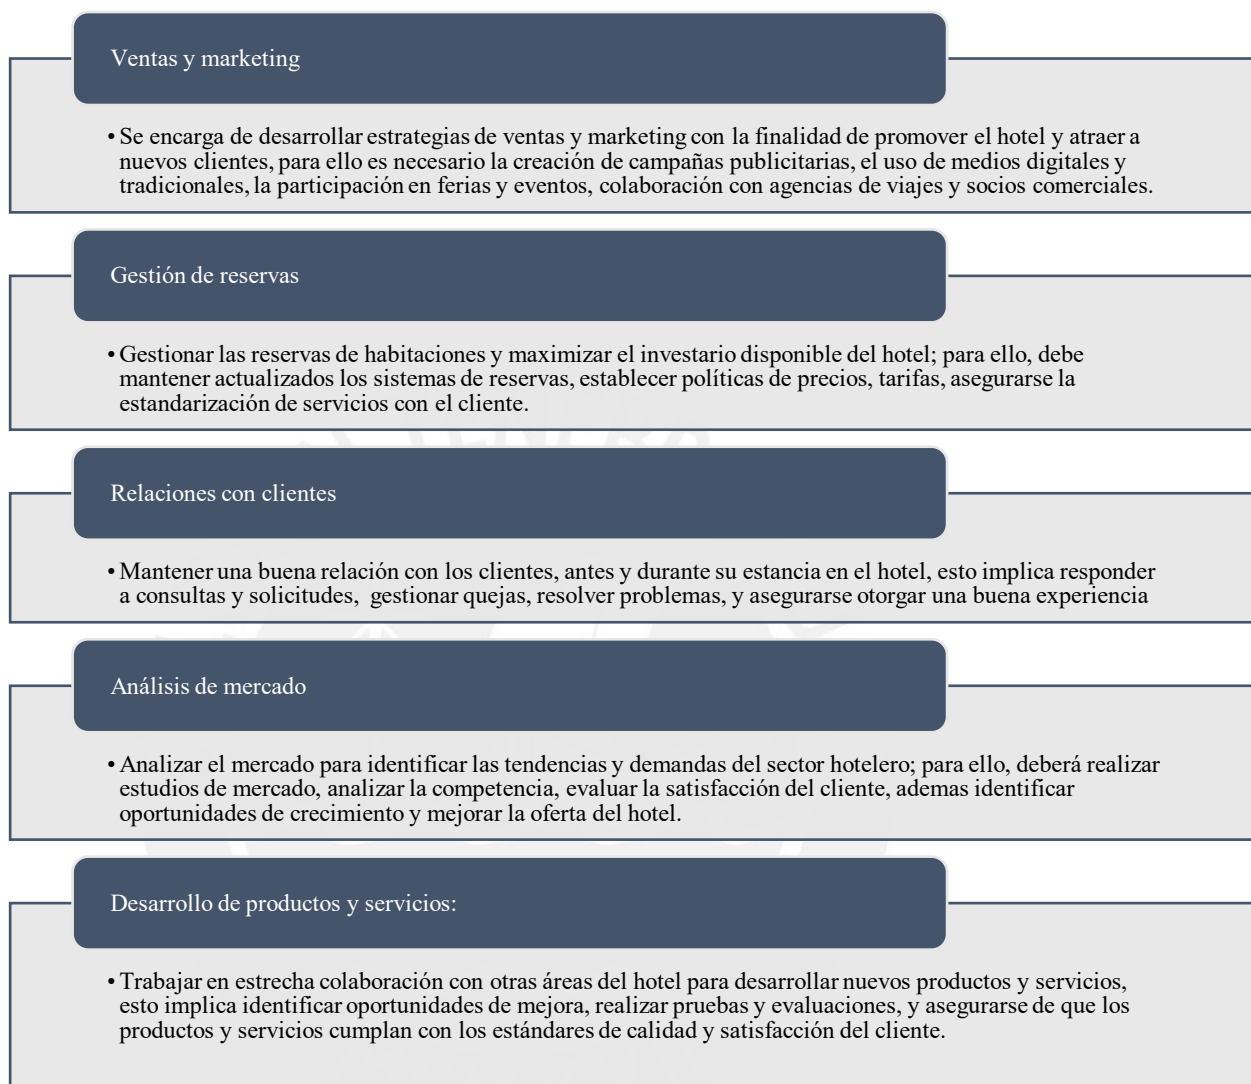 Ventas y marketing
• Se encarga de desarrollar estrategias de ventas y marketing con la finalidad de promover el hotel y atraer a
nuevos clientes, para ello es necesario la creación de campañas publicitarias, el uso de medios digitales y
tradicionales, la participación en ferias y eventos, colaboración con agencias de viajes y socios comerciales.
Gestión de reservas
• Gestionar las reservas de habitaciones y maximizar el investario disponible del hotel; para ello, debe
mantener actualizados los sistemas de reservas, establecer políticas de precios, tarifas, asegurarse la
estandarización de servicios con el cliente.
Relaciones con clientes
• Mantener una buena relación con los clientes, antes y durante su estancia en el hotel, esto implica responder
a consultas y solicitudes, gestionar quejas, resolver problemas, y asegurarse otorgar una buena experiencia
Análisis de mercado
• Analizar el mercado para identificar las tendencias y demandas del sector hotelero; para ello, deberá realizar
estudios de mercado, analizar la competencia, evaluar la satisfacción del cliente, ademas identificar
oportunidades de crecimiento y mejorar la oferta del hotel.
Desarrollo de productos y servicios:
• Trabajar en estrecha colaboración con otras áreas del hotel para desarrollar nuevos productos y servicios,
esto implica identificar oportunidades de mejora, realizar pruebas y evaluaciones, y asegurarse de que los
productos y servicios cumplan con los estándares de calidad y satisfacción del cliente.